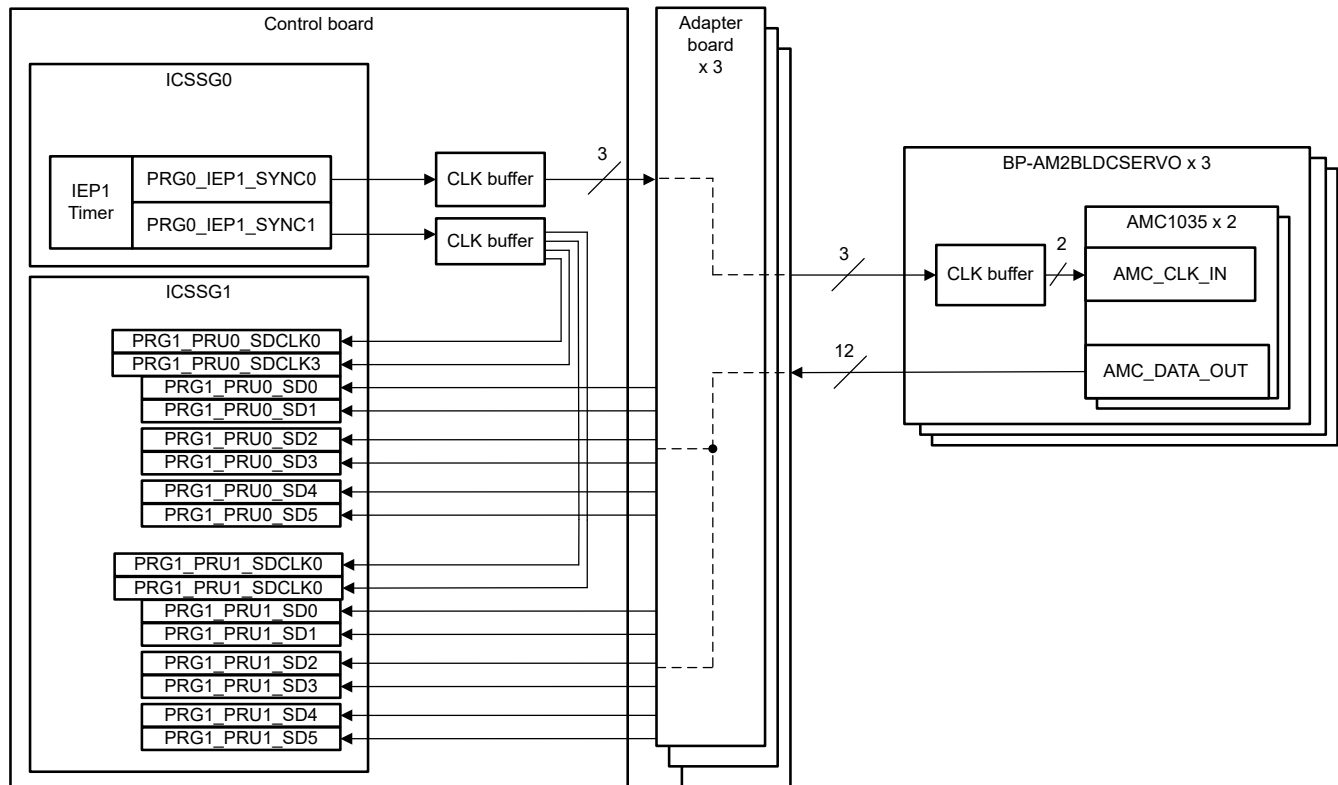 Control board
Adapter
board
x 3
ICSSG0
IEP1
Timer
PRG0_IEP1_SYNC0
PRG0_IEP1_SYNC1
CLK buffer
3
CLK buffer
BP-AM2BLDCSERVO x 3
AMC1035 x 2
3
CLK buffer
2
AMC_CLK_IN
12
AMC_DATA_OUT
ICSSG1
PRG1_PRU0_SDCLK0
PRG1_PRU0_SDCLK3
PRG1_PRU0_SD0
PRG1_PRU0_SD1
PRG1_PRU0_SD2
PRG1_PRU0_SD3
PRG1_PRU0_SD4
PRG1_PRU0_SD5
PRG1_PRU1_SDCLK0
PRG1_PRU1_SDCLK0
PRG1_PRU1_SD0
PRG1_PRU1_SD1
PRG1_PRU1_SD2
PRG1_PRU1_SD3
PRG1_PRU1_SD4
PRG1_PRU1_SD5